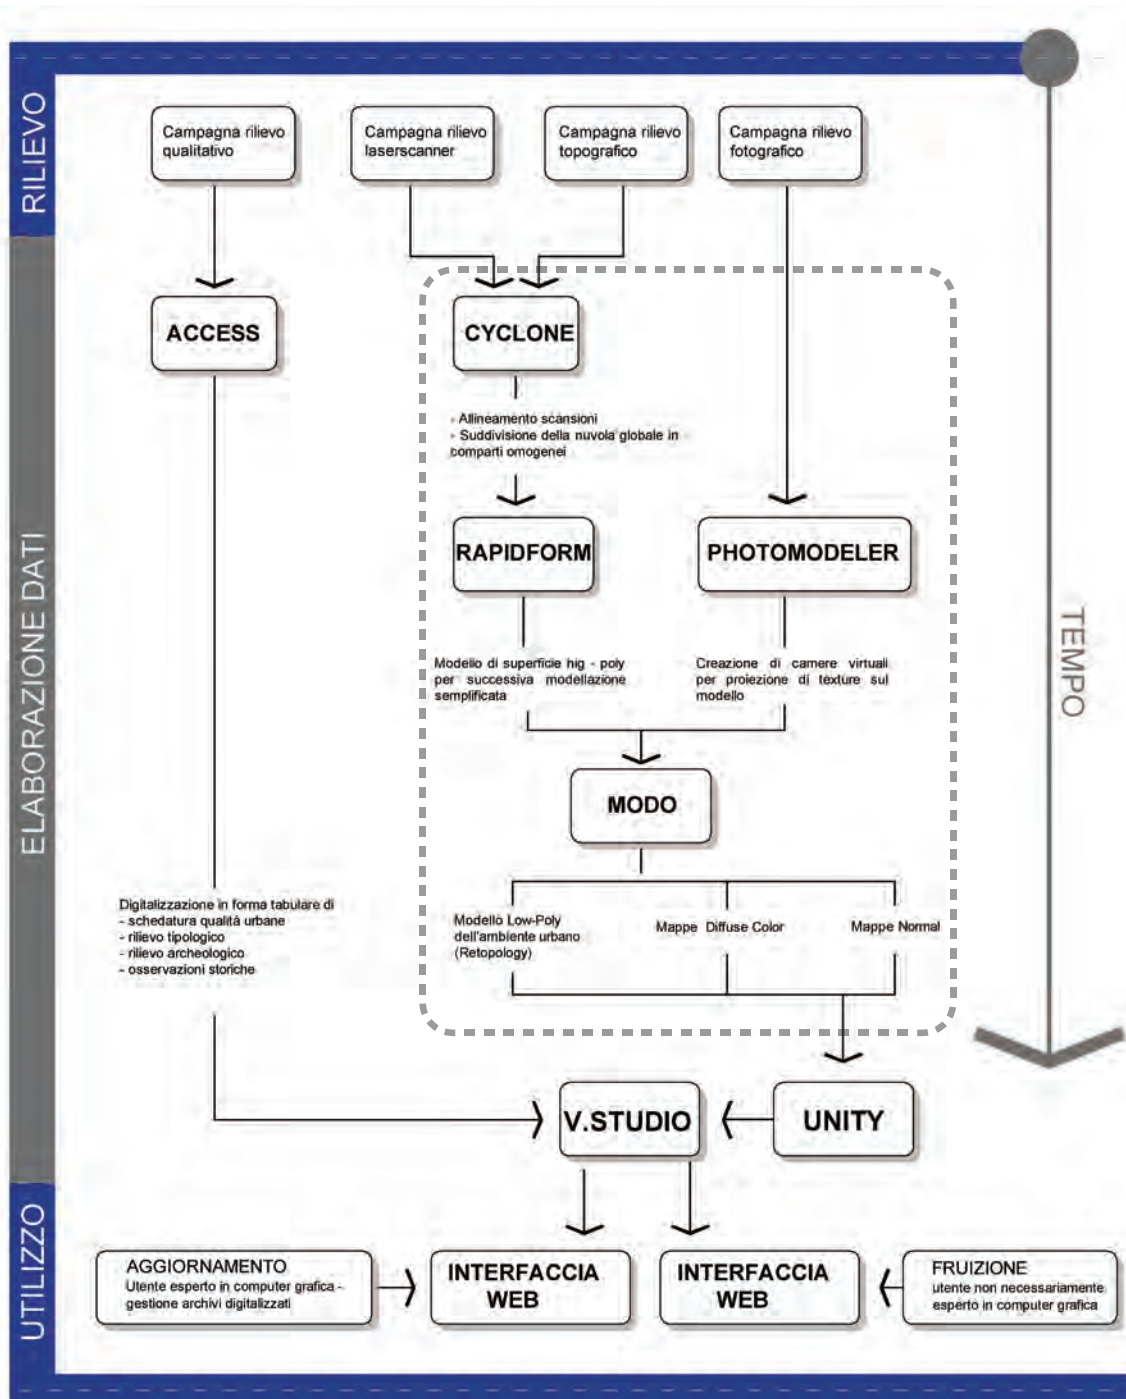 RILIEVO
Campagna rilievo
qualitativo
Campagna rilievo
laserscanner
Campagna rilievo
topografico
Campagna rilievo
fotografico
ELABORAZIONE DATI
TEMPO
ACCESS
CYCLONE
- Allineamento scansioni
- Suddivisione della nuvola globale in
comparti omogenei
RAPIDFORM
PHOTOMODELER
Modello di superficie hig - poly
per successiva modellazione
semplificata
Creazione di camere virtuali
per proiezione di texture sul
modello
MODO
Digitalizzazione in forma tabulare di
- schedatura qualità urbane
- rilievo tipologico
- rilievo archeologico
- osservazioni storiche
Modello Low-Poly
dell'ambiente urbano
(Retopology)
Mappe Diffuse Color
Mappe Normal
V.STUDIO
UNITY
UTILIZZO
AGGIORNAMENTO
Utente esperto in computer grafica -
gestione archivi digitalizzati
INTERFACCIA
WEB
INTERFACCIA
WEB
FRUIZIONE
utente non necessariamente
esperto in computer grafica